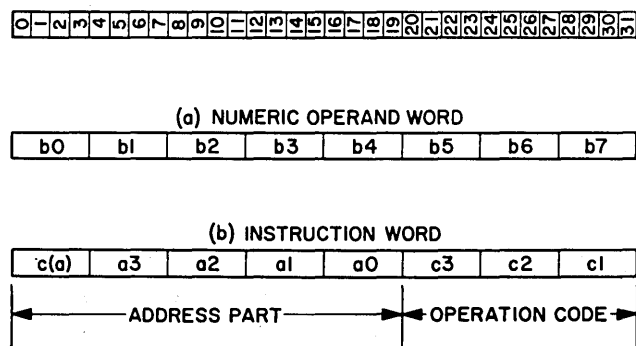 0 1 2 3 4 5 6 7 8 9 10 11 12 13 14 15 16 17 18 19 20 21 22 23 24 25 26 27 28 29 30 31
(a) NUMERIC OPERAND WORD
b0 b1 b2 b3 b4 b5 b6 b7
(b) INSTRUCTION WORD
c(a) a3 a2 a1 a0 c3 c2 c1
ADDRESS PART OPERATION CODE